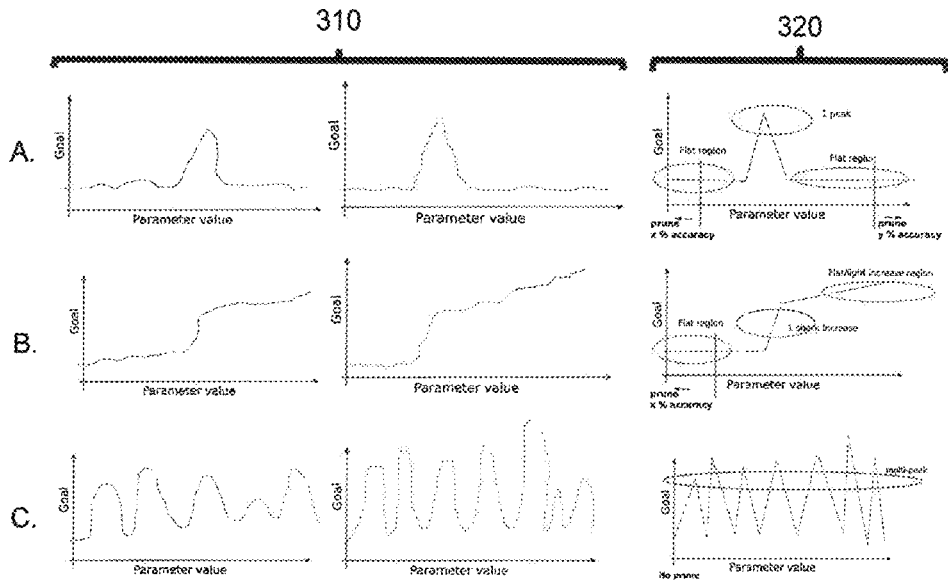 310
320
A.
Goal
Parameter value
Goal
Parameter value
Goal
1 peak
Flat region
Flat region
Parameter value
prune
x % accuracy
prune
y % accuracy
B.
Goal
Parameter value
Goal
Parameter value
Goal
Flat/light increase region
Flat region
1 sharp increase
Parameter value
prune
x % accuracy
C.
Goal
Parameter value
Goal
Parameter value
Goal
multi-peak
Parameter value
No prune